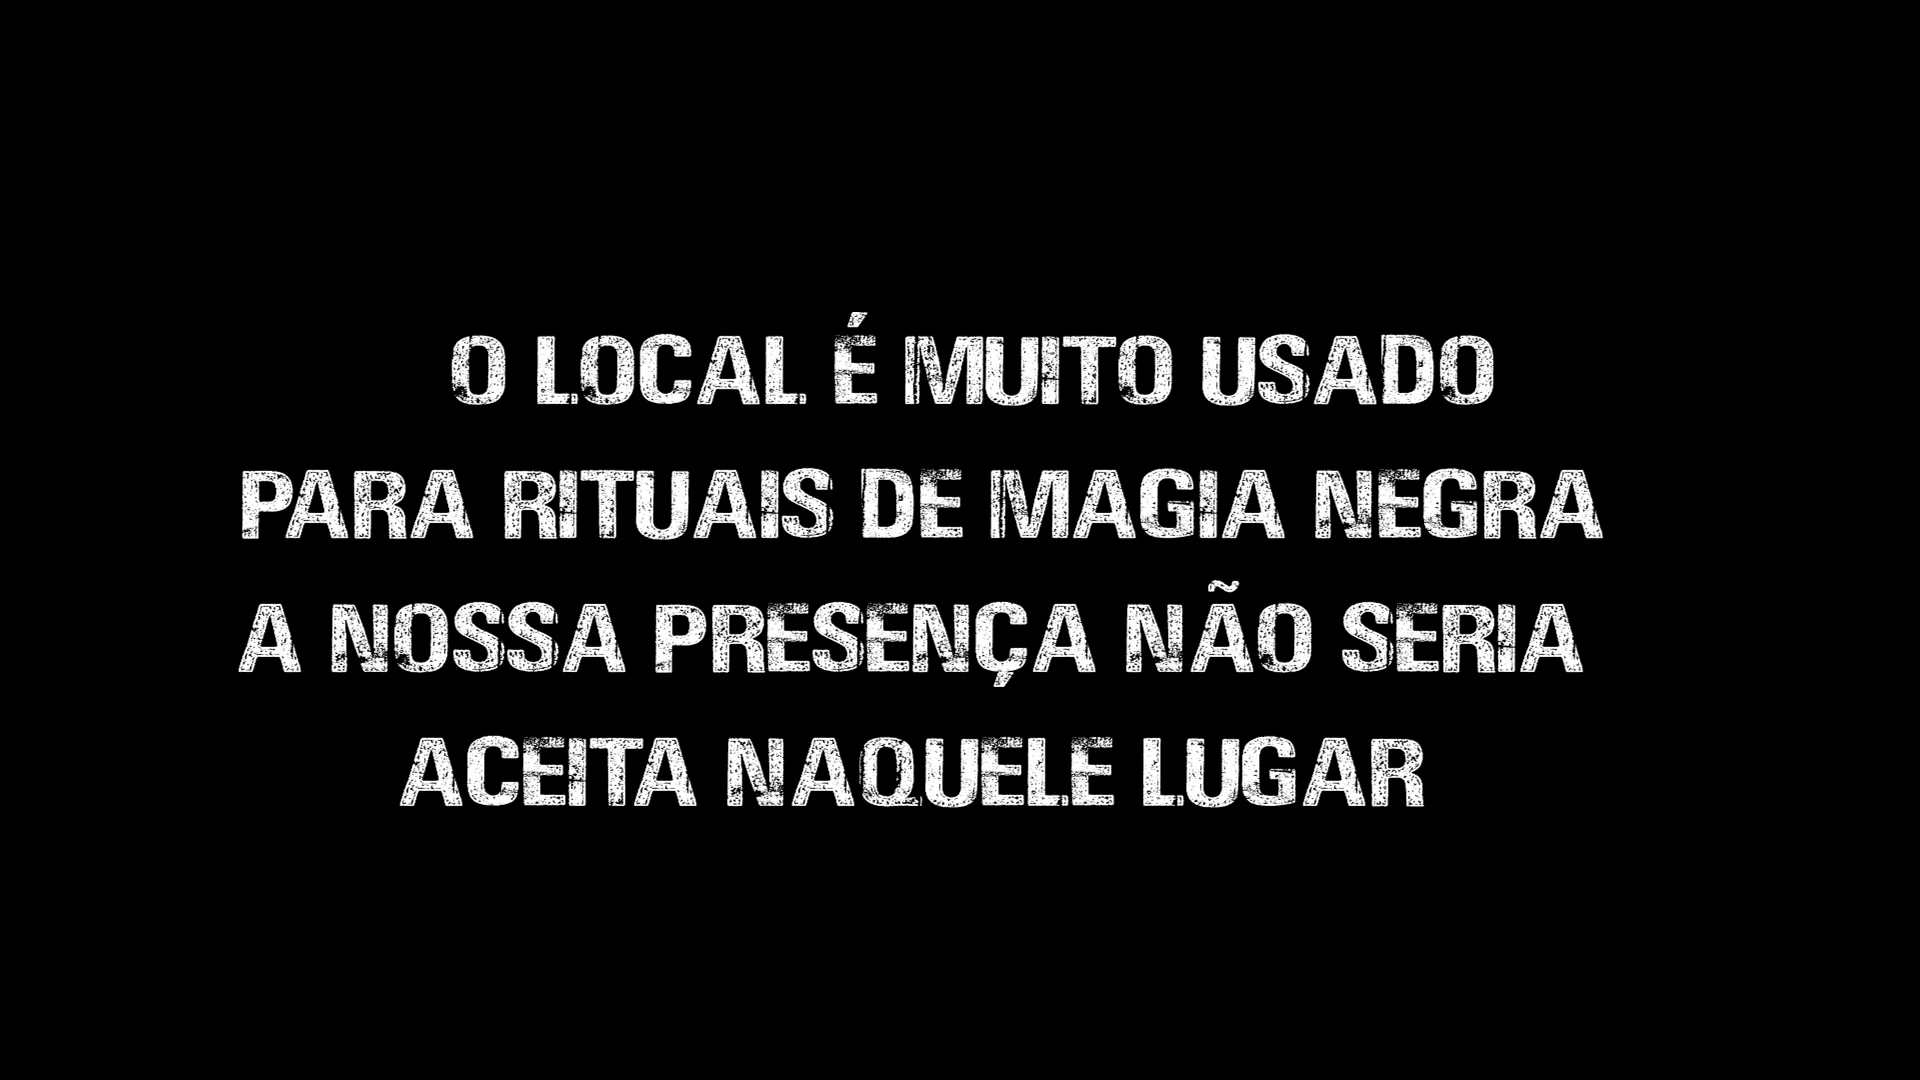 O LOCAL É MUITO USADO
PARA RITUAIS DE MAGIA NEGRA
A NOSSA PRESENÇA NÃO SERIA
ACEITA NAQUELE LUGAR